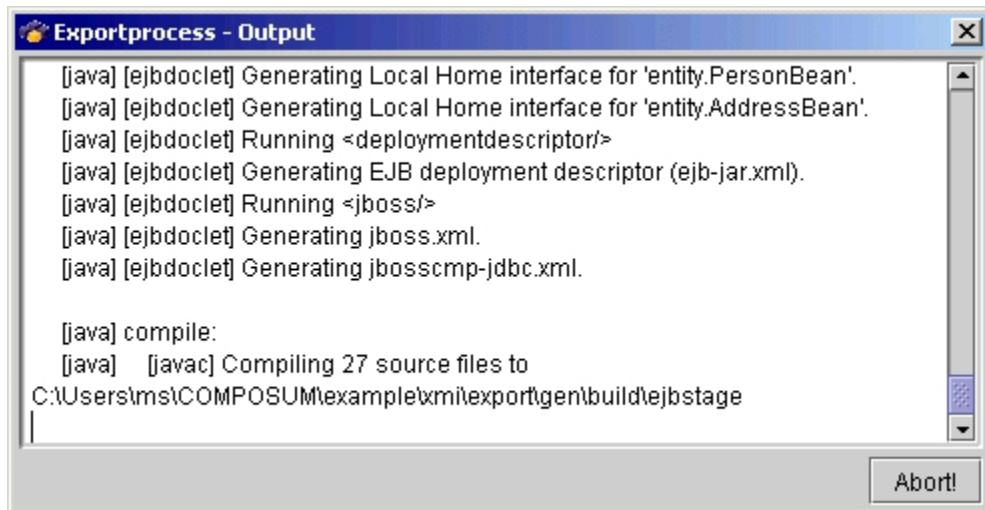 Exportprocess - Output
[java] [ejbdoclet] Generating Local Home interface for 'entity.PersonBean'.
[java] [ejbdoclet] Generating Local Home interface for 'entity.AddressBean'.
[java] [ejbdoclet] Running <deploymentdescriptor/>
[java] [ejbdoclet] Generating EJB deployment descriptor (ejb-jar.xml).
[java] [ejbdoclet] Running <jboss/>
[java] [ejbdoclet] Generating jboss.xml.
[java] [ejbdoclet] Generating jbosscmp-jdbc.xml.
[java] compile:
[java] [javac] Compiling 27 source files to
C:\Users\ms\COMPOSUM\example\xmi\export\gen\build\ejbstage
Abort!